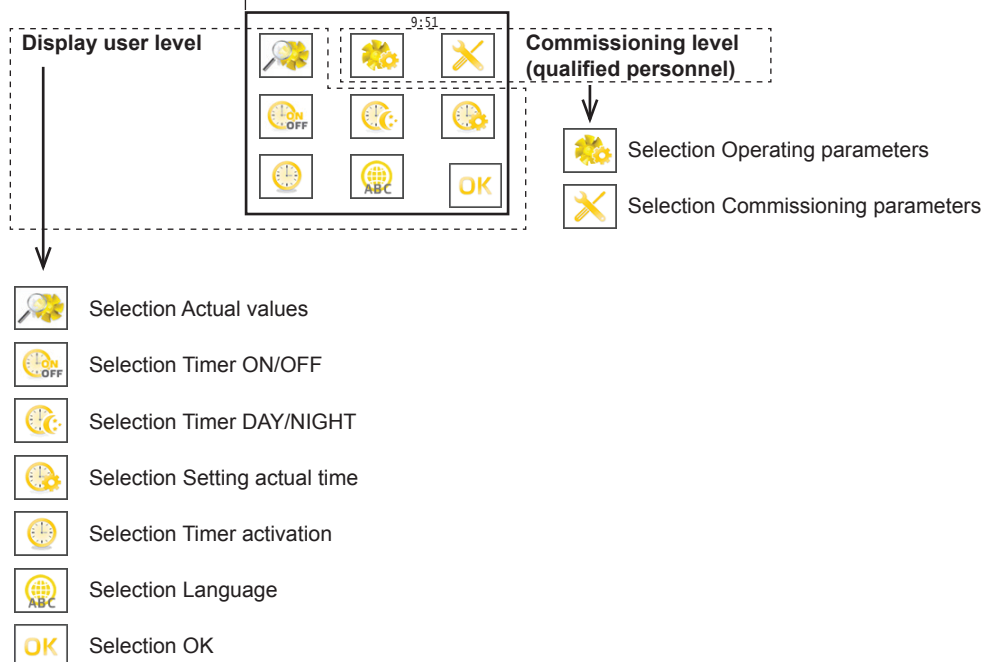 9:51
Display user level
Commissioning level
(qualified personnel)
ON
OFF
ABC
OK
Selection Operating parameters
Selection Commissioning parameters
Selection Actual values
ON
OFF
Selection Timer ON/OFF
Selection Timer DAY/NIGHT
Selection Setting actual time
Selection Timer activation
ABC
Selection Language
OK
Selection OK